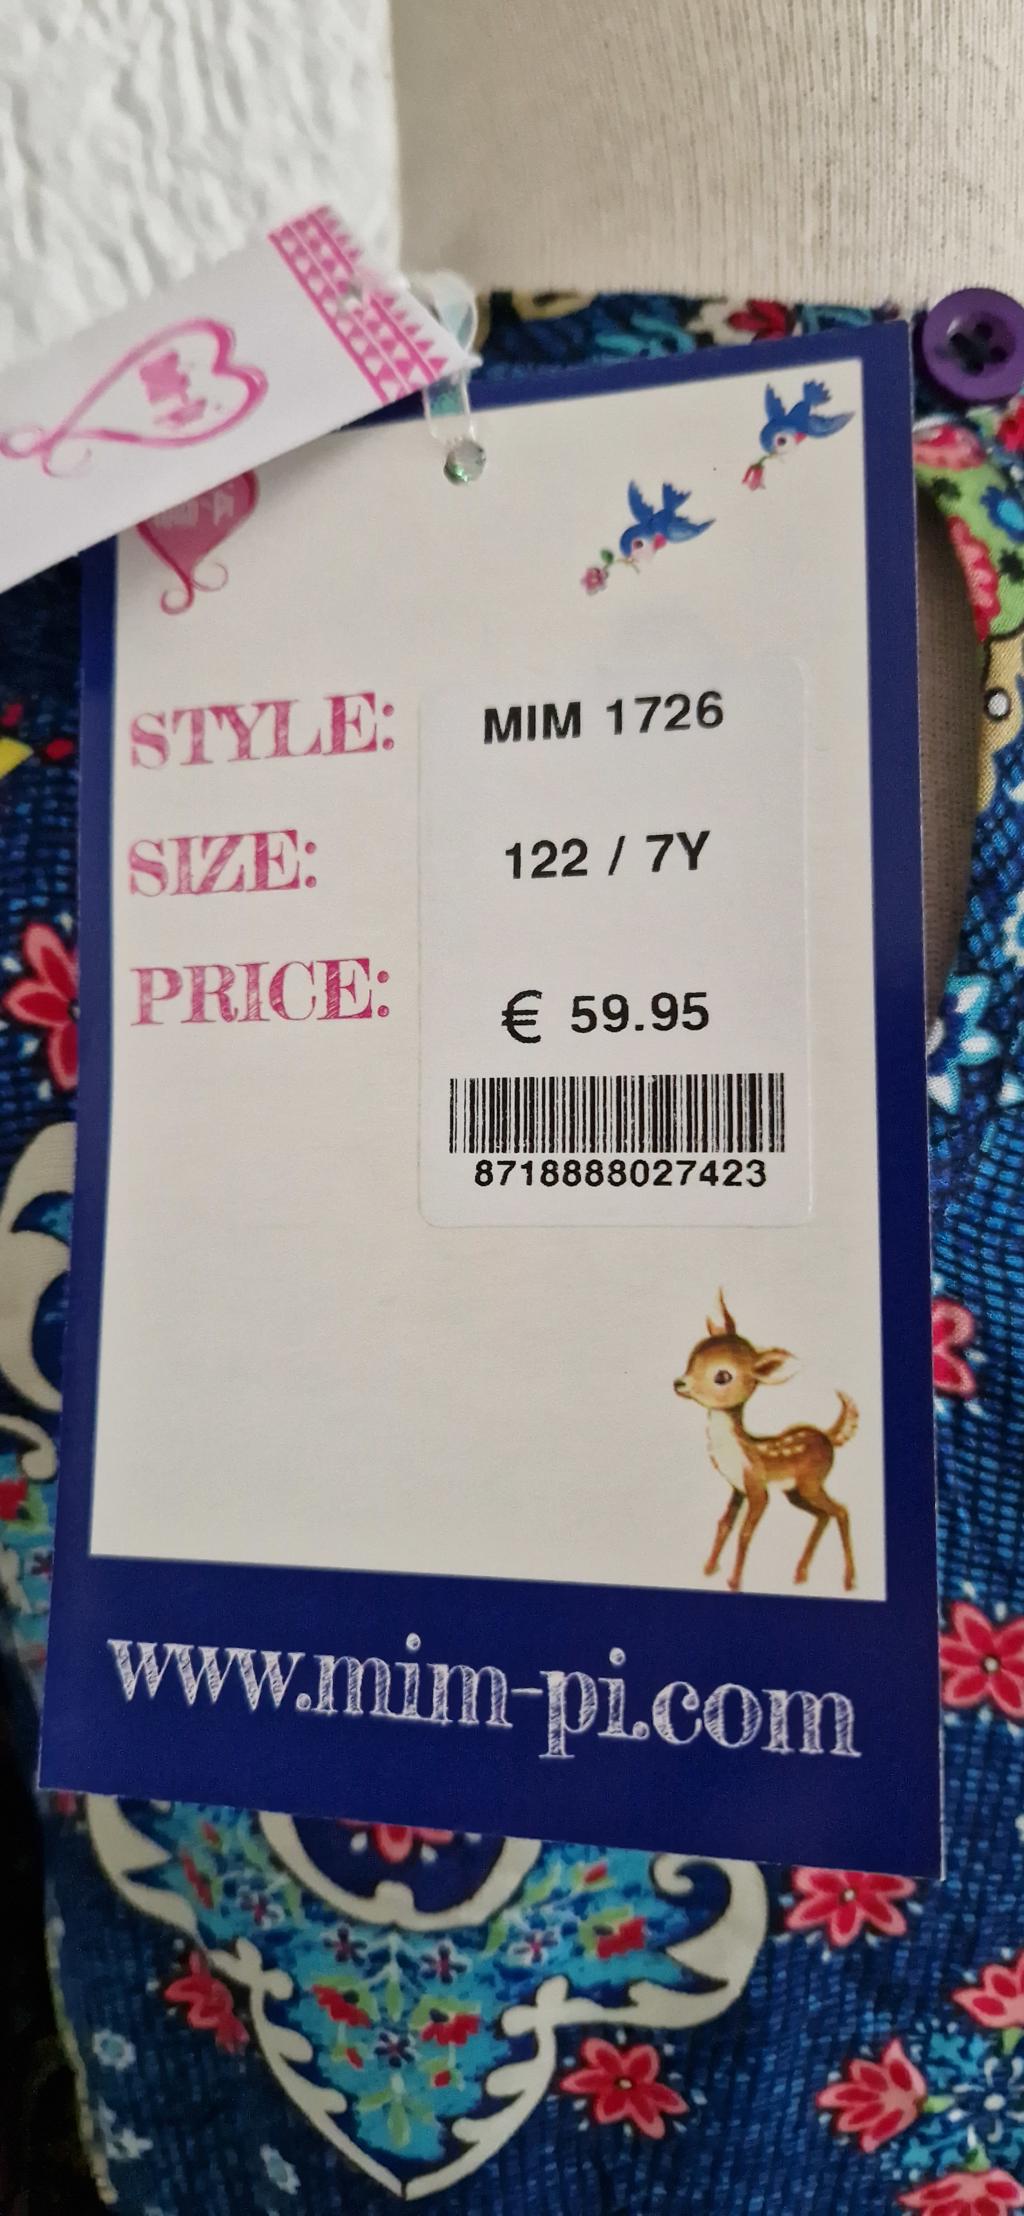 STYLE: MIM 1726
SIZE: 122 / 7Y
PRICE: € 59.95
8718888027423
www.mim-pi.com